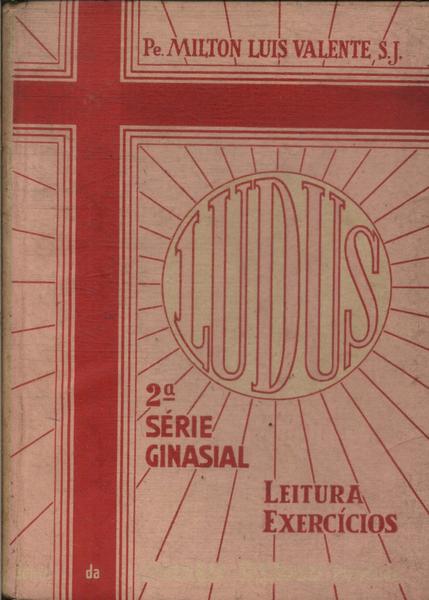 Pe. MILTON LUIS VALENTE, S.J.
LUDUS
2ª
SÉRIE
GINASIAL
LEITURA
EXERCÍCIOS
da